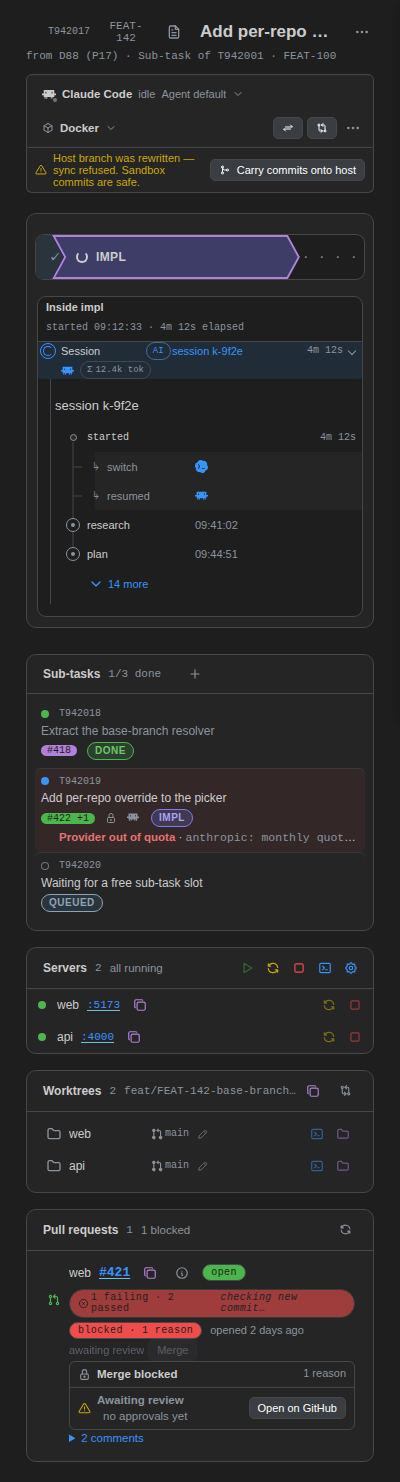 T942017 FEAT-142 Add per-repo …
from D88 (P17) · Sub-task of T942001 · FEAT-100
Claude Code idle Agent default
Docker
Host branch was rewritten — sync refused. Sandbox commits are safe.
Carry commits onto host
✓ IMPL
Inside impl
started 09:12:33 · 4m 12s elapsed
Session AI session k-9f2e 4m 12s
Σ 12.4k tok
session k-9f2e
started 4m 12s
↳ switch
↳ resumed
research 09:41:02
plan 09:44:51
14 more
Sub-tasks 1/3 done
T942018
Extract the base-branch resolver
#418 DONE
T942019
Add per-repo override to the picker
#422 +1 IMPL
Provider out of quota · anthropic: monthly quot…
T942020
Waiting for a free sub-task slot
QUEUED
Servers 2 all running
web :5173
api :4000
Worktrees 2 feat/FEAT-142-base-branch…
web main
api main
Pull requests 1 1 blocked
web #421 open
1 failing · 2 passed checking new commit…
blocked · 1 reason opened 2 days ago
awaiting review Merge
Merge blocked 1 reason
Awaiting review
no approvals yet
Open on GitHub
2 comments